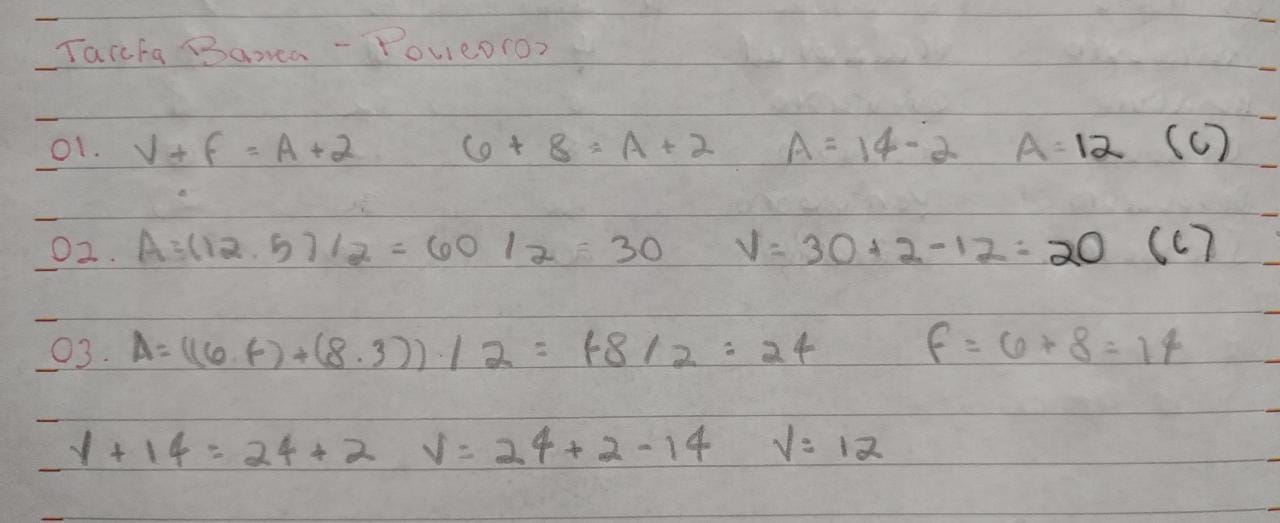 Tarefa Basica - Poliedros
01. V + F = A + 2 6 + 8 = A + 2 A = 14 - 2 A = 12 (C)
02. A = (12 . 5) / 2 = 60 / 2 = 30 V = 30 + 2 - 12 = 20 (C)
03. A = ((6 . 4) + (8 . 3)) / 2 = 48 / 2 = 24 F = 6 + 8 = 14
V + 14 = 24 + 2 V = 24 + 2 - 14 V = 12